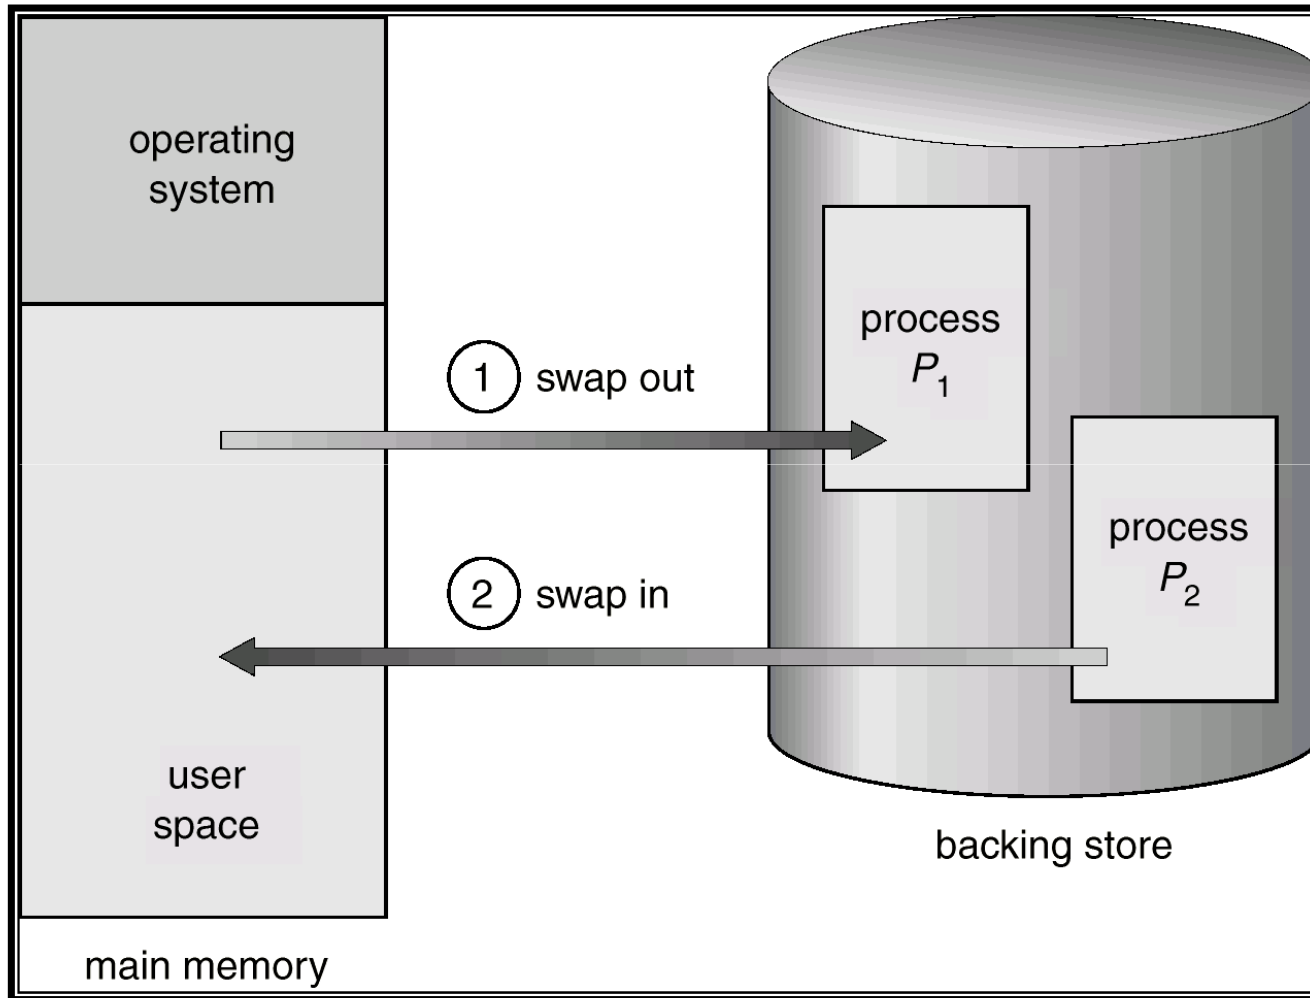 operating
system
process
P1
1 swap out
process
P2
2 swap in
user
space
backing store
main memory